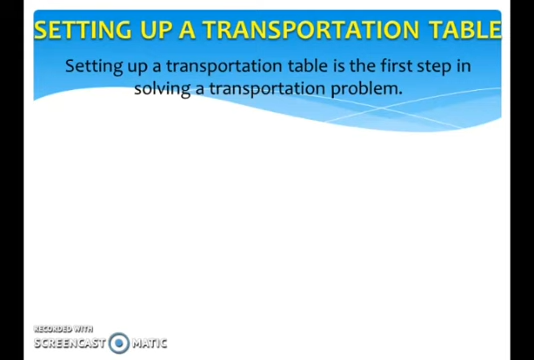 SETTING UP A TRANSPORTATION TABLE
Setting up a transportation table is the first step in
solving a transportation problem.
RECORDED WITH
SCREENCAST MATIC